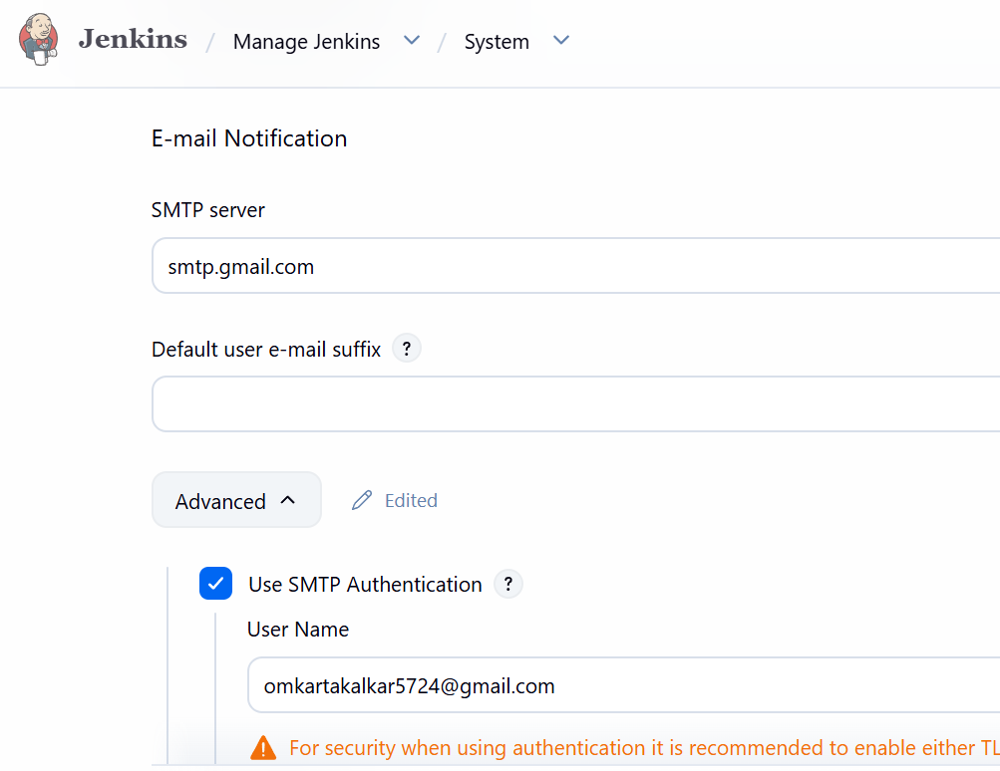 Jenkins / Manage Jenkins / System
E-mail Notification
SMTP server
smtp.gmail.com
Default user e-mail suffix ?
Advanced Edited
Use SMTP Authentication ?
User Name
omkartakalkar5724@gmail.com
For security when using authentication it is recommended to enable either TL